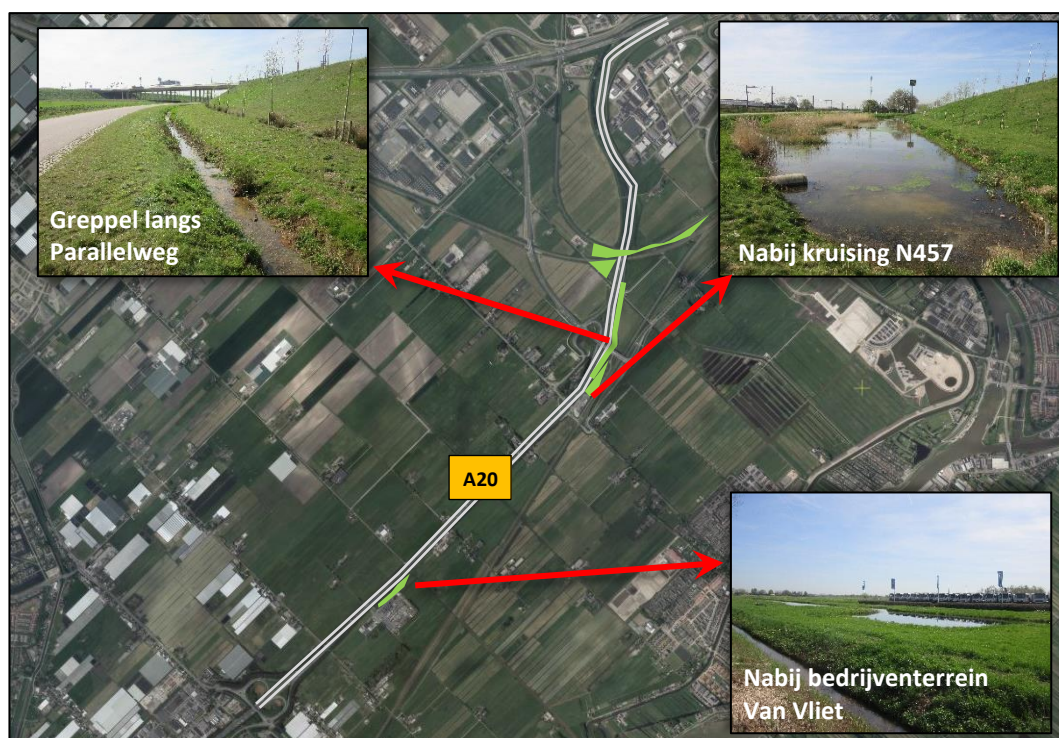 Greppel langs
Parallelweg
Nabij kruising N457
A20
Nabij bedrijventerrein
Van Vliet